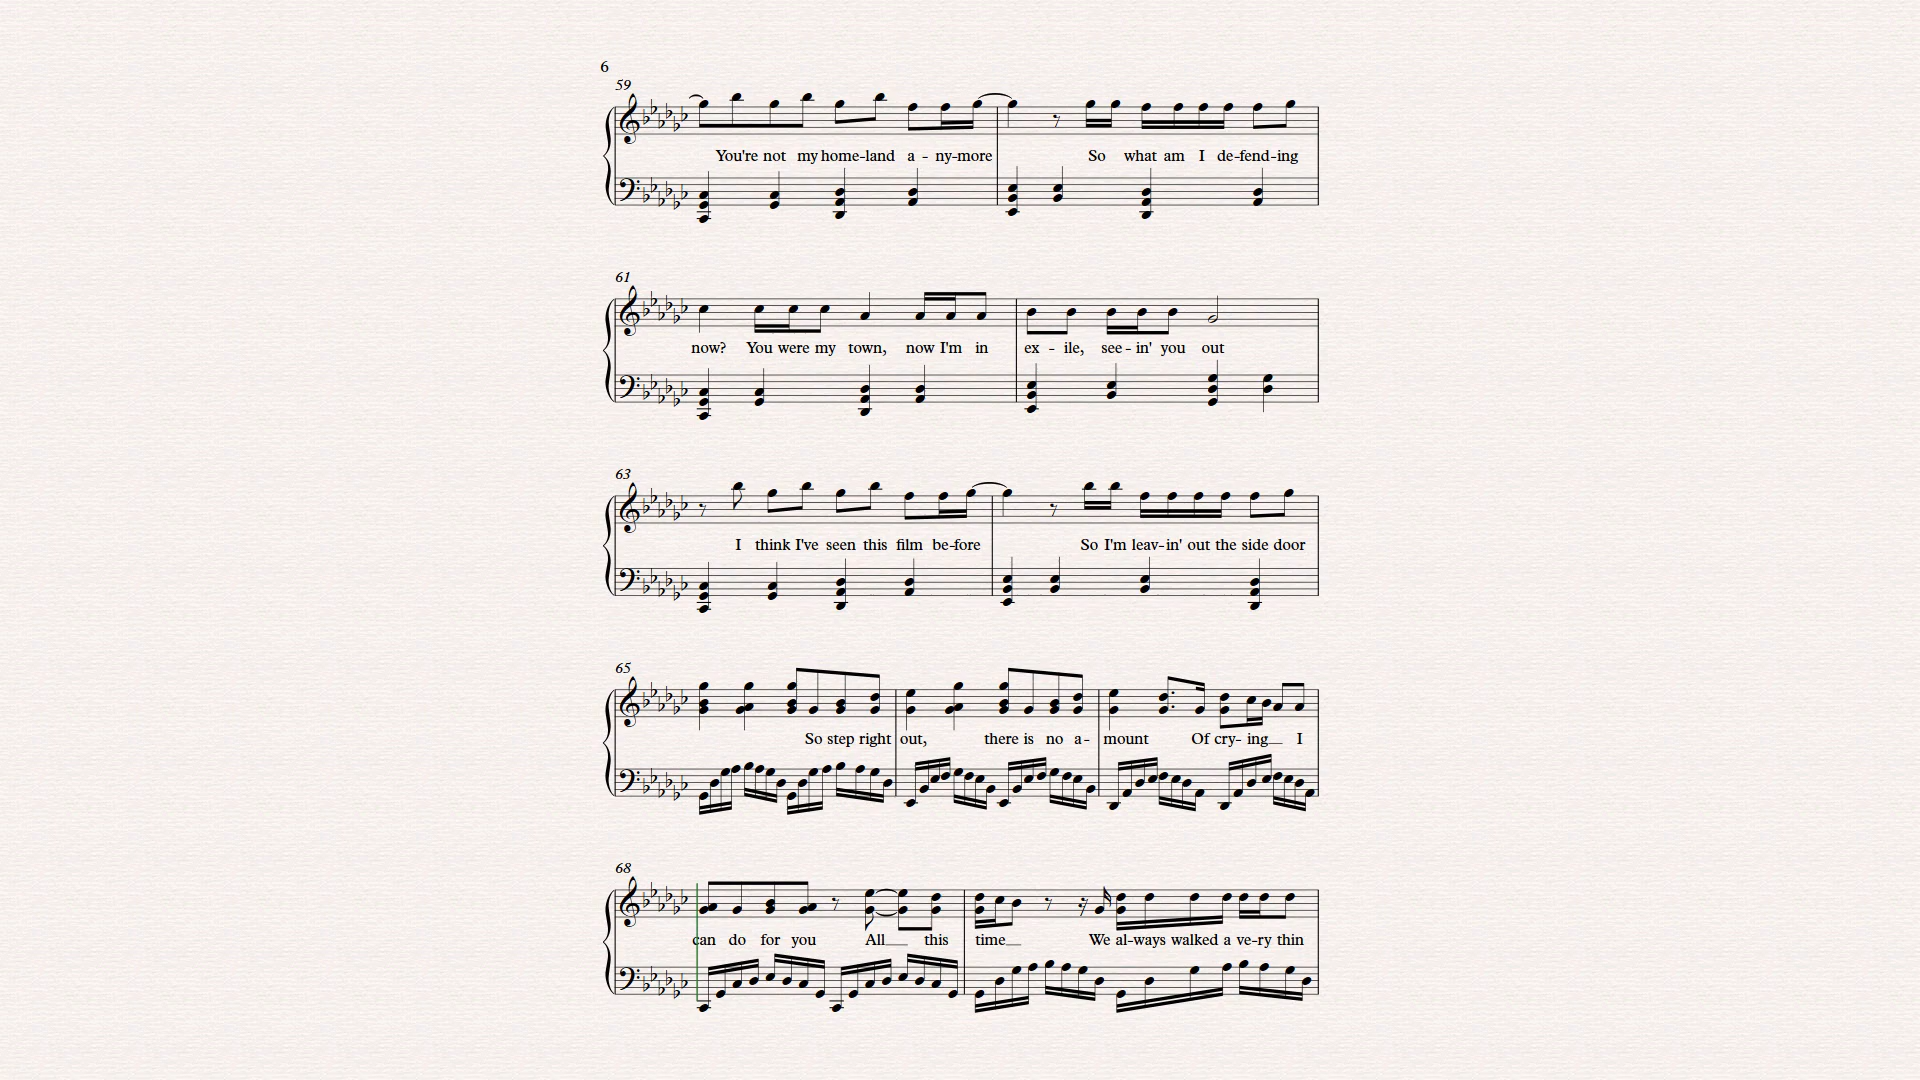 6
59
You're not my home-land a - ny-more So what am I de-fend-ing
61
now? You were my town, now I'm in ex - ile, see - in' you out
63
I think I've seen this film be-fore So I'm leav-in' out the side door
65
So step right out, there is no a- mount Of cry- ing__ I
68
can do for you All__ this time__ We al-ways walked a ve-ry thin